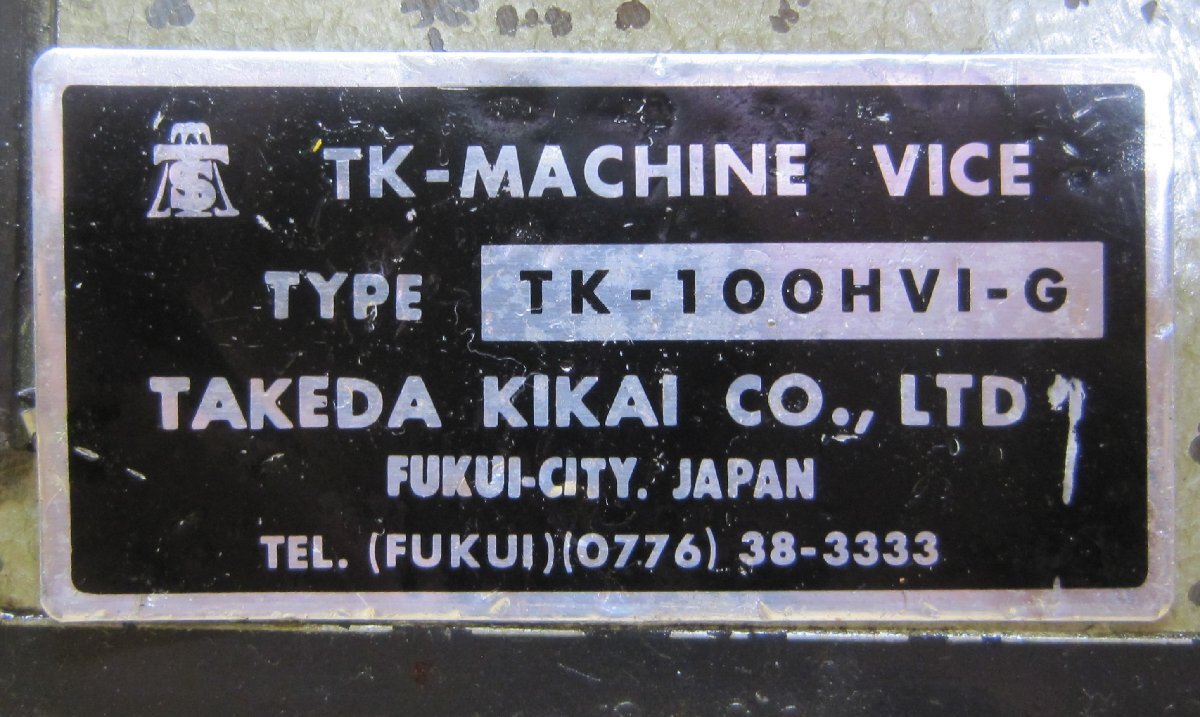 TK-MACHINE VICE
TYPE TK-100HVI-G
TAKEDA KIKAI CO., LTD
FUKUI-CITY. JAPAN
TEL. (FUKUI)(0776) 38-3333